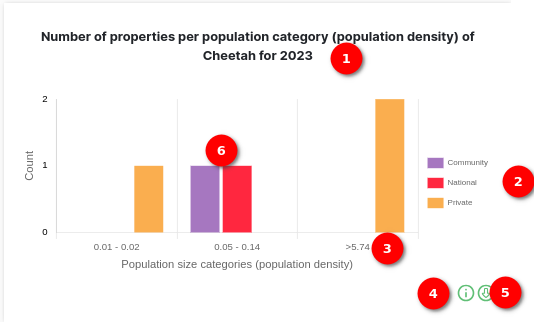 Number of properties per population category (population density) of
Cheetah for 2023
1
2
1
0
Count
6
Community
National
Private
2
0.01 - 0.02
0.05 - 0.14
>5.74
3
Population size categories (population density)
4
5